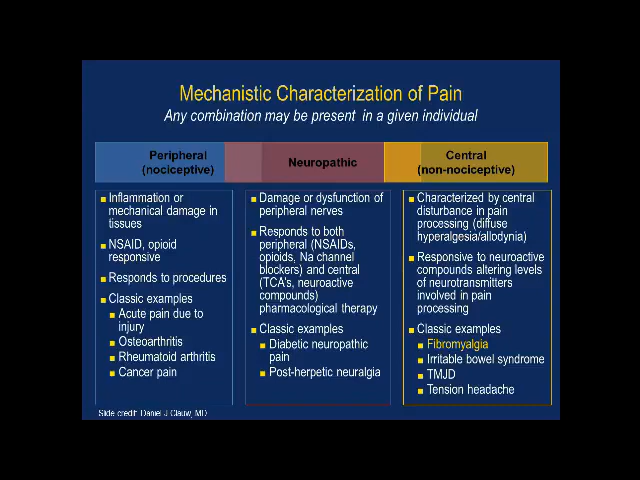 Mechanistic Characterization of Pain
Any combination may be present in a given individual
Peripheral
(nociceptive)
Inflammation or
mechanical damage in
tissues
NSAID, opioid
responsive
Responds to procedures
Classic examples
Acute pain due to
injury
Osteoarthritis
Rheumatoid arthritis
Cancer pain
Neuropathic
Damage or dysfunction of
peripheral nerves
Responds to both
peripheral (NSAIDs,
opioids, Na channel
blockers) and central
(TCA's, neuroactive
compounds)
pharmacological therapy
Classic examples
Diabetic neuropathic
pain
Post-herpetic neuralgia
Central
(non-nociceptive)
Characterized by central
disturbance in pain
processing (diffuse
hyperalgesia/allodynia)
Responsive to neuroactive
compounds altering levels
of neurotransmitters
involved in pain
processing
Classic examples
Fibromyalgia
Irritable bowel syndrome
TMJD
Tension headache
Slide credit: Daniel J Clauw, MD